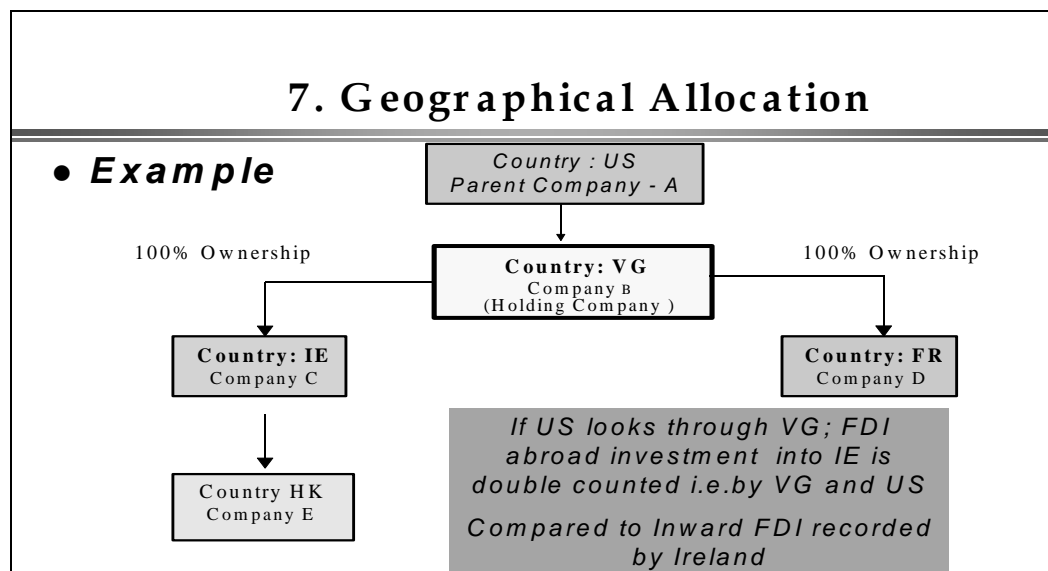 7. Geographical Allocation
● Example
Country : US
Parent Company - A
100% Ownership
Country: VG
Company B
(Holding Company )
100% Ownership
Country: IE
Company C
Country: FR
Company D
Country HK
Company E
If US looks through VG; FDI
abroad investment into IE is
double counted i.e.by VG and US
Compared to Inward FDI recorded
by Ireland